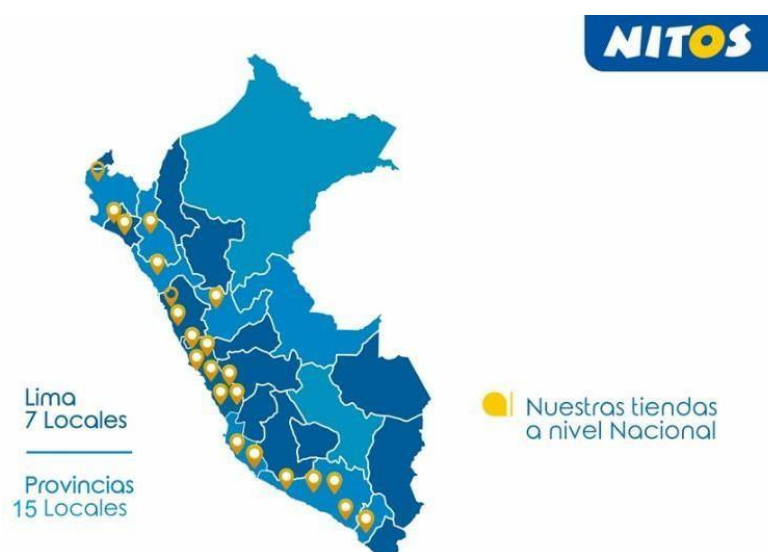 NITOS
Lima
7 Locales
Provincias
15 Locales
Nuestras tiendas
a nivel Nacional